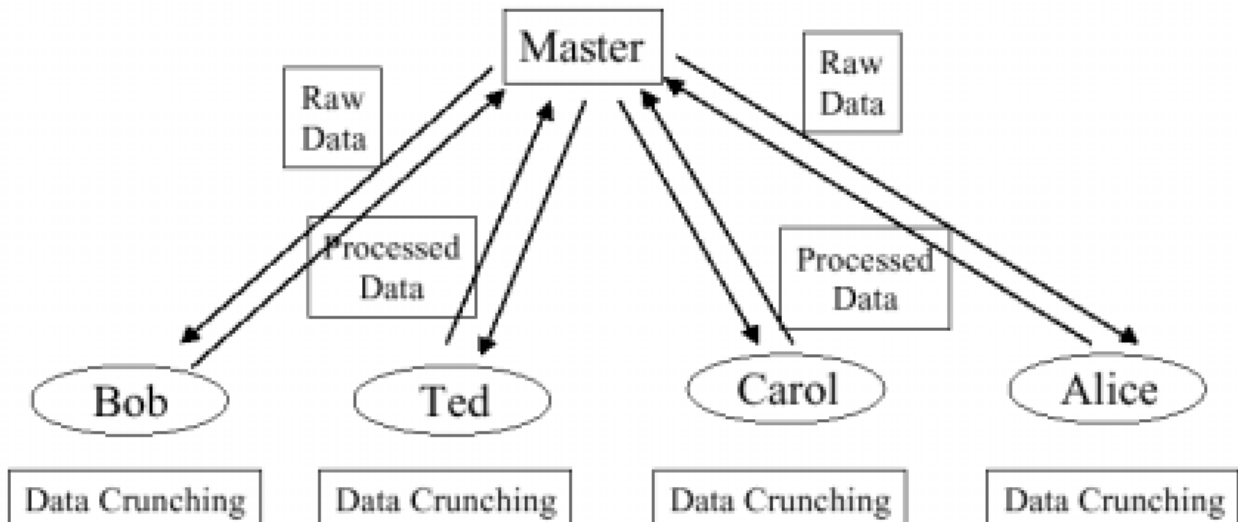 Master
Raw
Data
Raw
Data
Processed
Data
Processed
Data
Bob
Ted
Carol
Alice
Data Crunching
Data Crunching
Data Crunching
Data Crunching